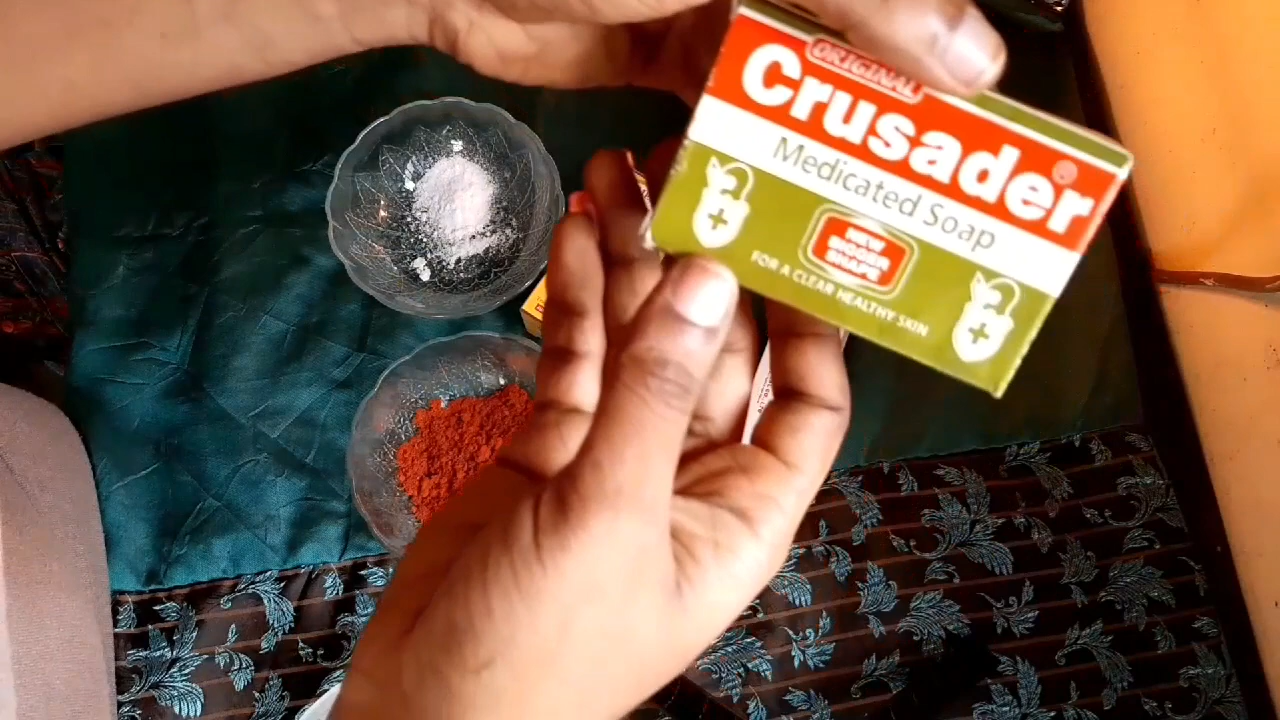 ORIGINAL
Crusader®
Medicated Soap
NEW
BIGGER
SHAPE
FOR A CLEAR HEALTHY SKIN